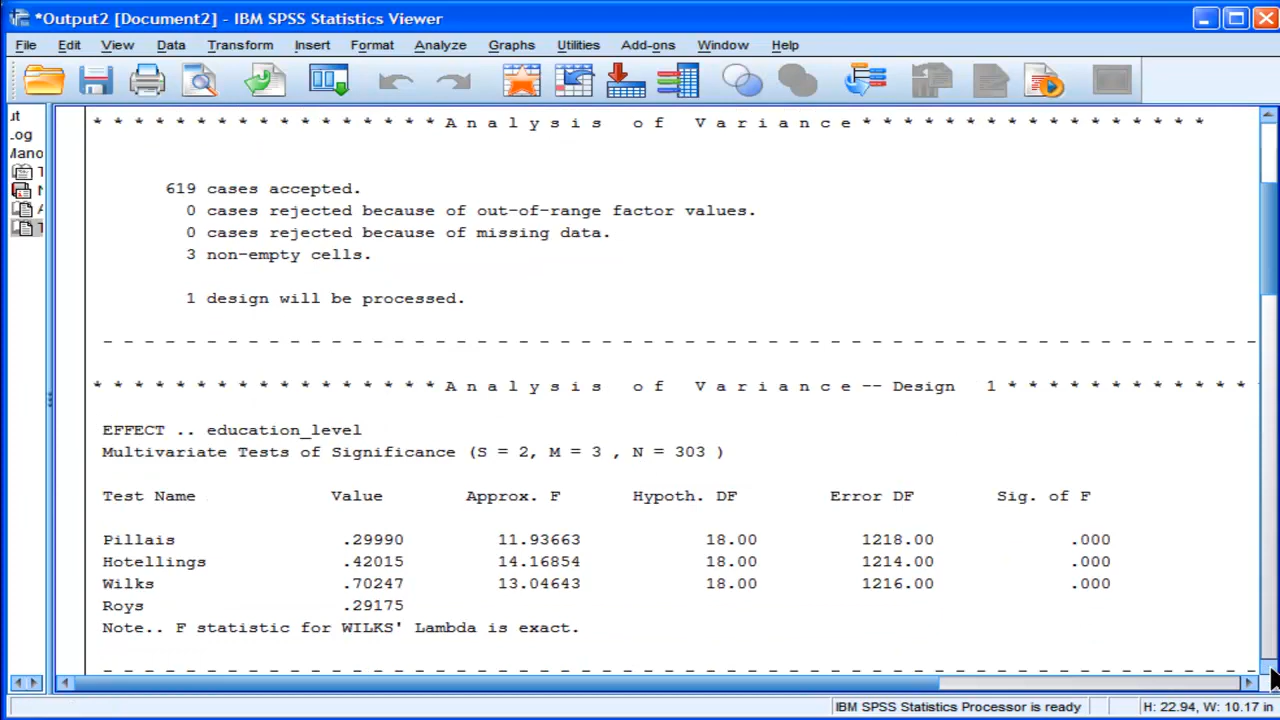 *Output2 [Document2] - IBM SPSS Statistics Viewer
File Edit View Data Transform Insert Format Analyze Graphs Utilities Add-ons Window Help
ut
Log
Mano
* * * * * * * * * * * * * * * * * A n a l y s i s   o f   V a r i a n c e * * * * * * * * * * * * * * * * *
619 cases accepted.
0 cases rejected because of out-of-range factor values.
0 cases rejected because of missing data.
3 non-empty cells.
1 design will be processed.
- - - - - - - - - - - - - - - - - - - - - - - - - - - - - - - - - - - - - - - - - - - - - - - - - - - - - - - -
* * * * * * * * * * * * * * * * * A n a l y s i s   o f   V a r i a n c e -- Design   1 * * * * * * * * * * * * *
EFFECT .. education_level
Multivariate Tests of Significance (S = 2, M = 3 , N = 303 )
Test Name Value Approx. F Hypoth. DF Error DF Sig. of F
Pillais .29990 11.93663 18.00 1218.00 .000
Hotellings .42015 14.16854 18.00 1214.00 .000
Wilks .70247 13.04643 18.00 1216.00 .000
Roys .29175
Note.. F statistic for WILKS' Lambda is exact.
- - - - - - - - - - - - - - - - - - - - - - - - - - - - - - - - - - - - - - - - - - - - - - - - - - - - - - - -
IBM SPSS Statistics Processor is ready H: 22.94, W: 10.17 in